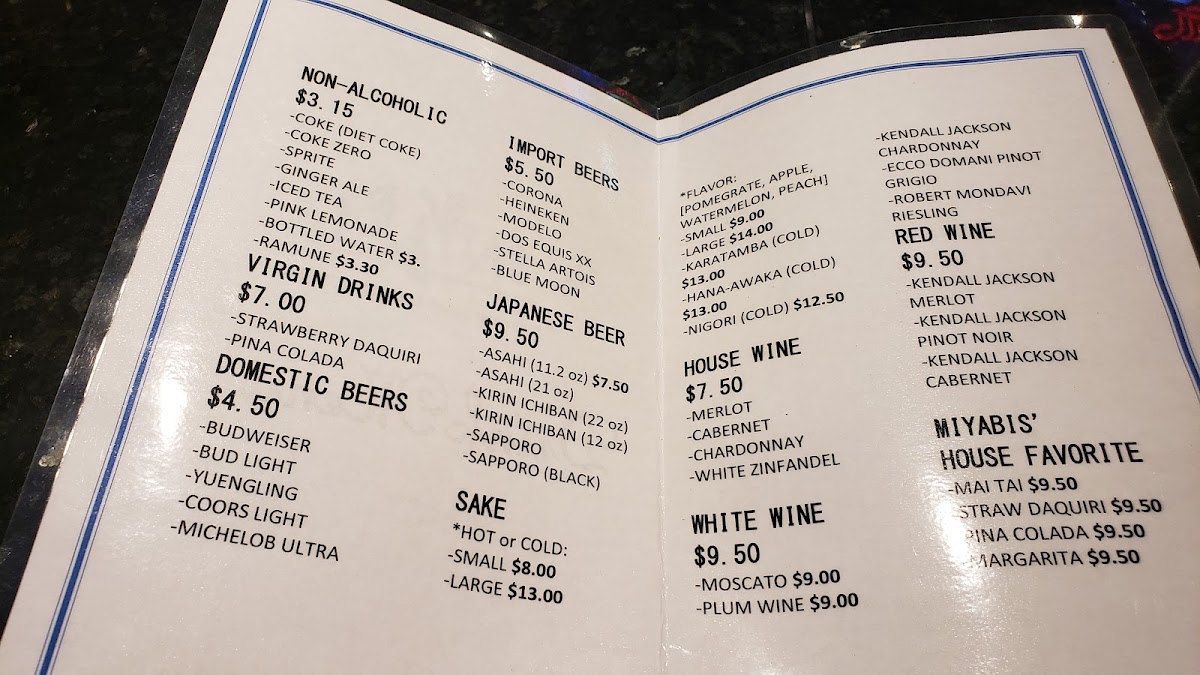 NON-ALCOHOLIC
$3. 15
-COKE (DIET COKE)
-COKE ZERO
-SPRITE
-GINGER ALE
-ICED TEA
-PINK LEMONADE
-BOTTLED WATER $3.
-RAMUNE $3.30
VIRGIN DRINKS
$7. 00
-STRAWBERRY DAQUIRI
-PINA COLADA
DOMESTIC BEERS
$4. 50
-BUDWEISER
-BUD LIGHT
-YUENGLING
-COORS LIGHT
-MICHELOB ULTRA
IMPORT BEERS
$5. 50
-CORONA
-HEINEKEN
-MODELO
-DOS EQUIS XX
-STELLA ARTOIS
-BLUE MOON
JAPANESE BEER
$9. 50
-ASAHI (11.2 oz) $7.50
-ASAHI (21 oz)
-KIRIN ICHIBAN (22 oz)
-KIRIN ICHIBAN (12 oz)
-SAPPORO
-SAPPORO (BLACK)
SAKE
*HOT or COLD:
-SMALL $8.00
-LARGE $13.00
*FLAVOR:
[POMEGRATE, APPLE,
WATERMELON, PEACH]
-SMALL $9.00
-LARGE $14.00
-KARATAMBA (COLD)
$13.00
-HANA-AWAKA (COLD)
$13.00
-NIGORI (COLD) $12.50
HOUSE WINE
$7. 50
-MERLOT
-CABERNET
-CHARDONNAY
-WHITE ZINFANDEL
WHITE WINE
$9. 50
-MOSCATO $9.00
-PLUM WINE $9.00
-KENDALL JACKSON
CHARDONNAY
-ECCO DOMANI PINOT
GRIGIO
-ROBERT MONDAVI
RIESLING
RED WINE
$9. 50
-KENDALL JACKSON
MERLOT
-KENDALL JACKSON
PINOT NOIR
-KENDALL JACKSON
CABERNET
MIYABIS'
HOUSE FAVORITE
-MAI TAI $9.50
STRAW DAQUIRI $9.50
PINA COLADA $9.50
MARGARITA $9.50